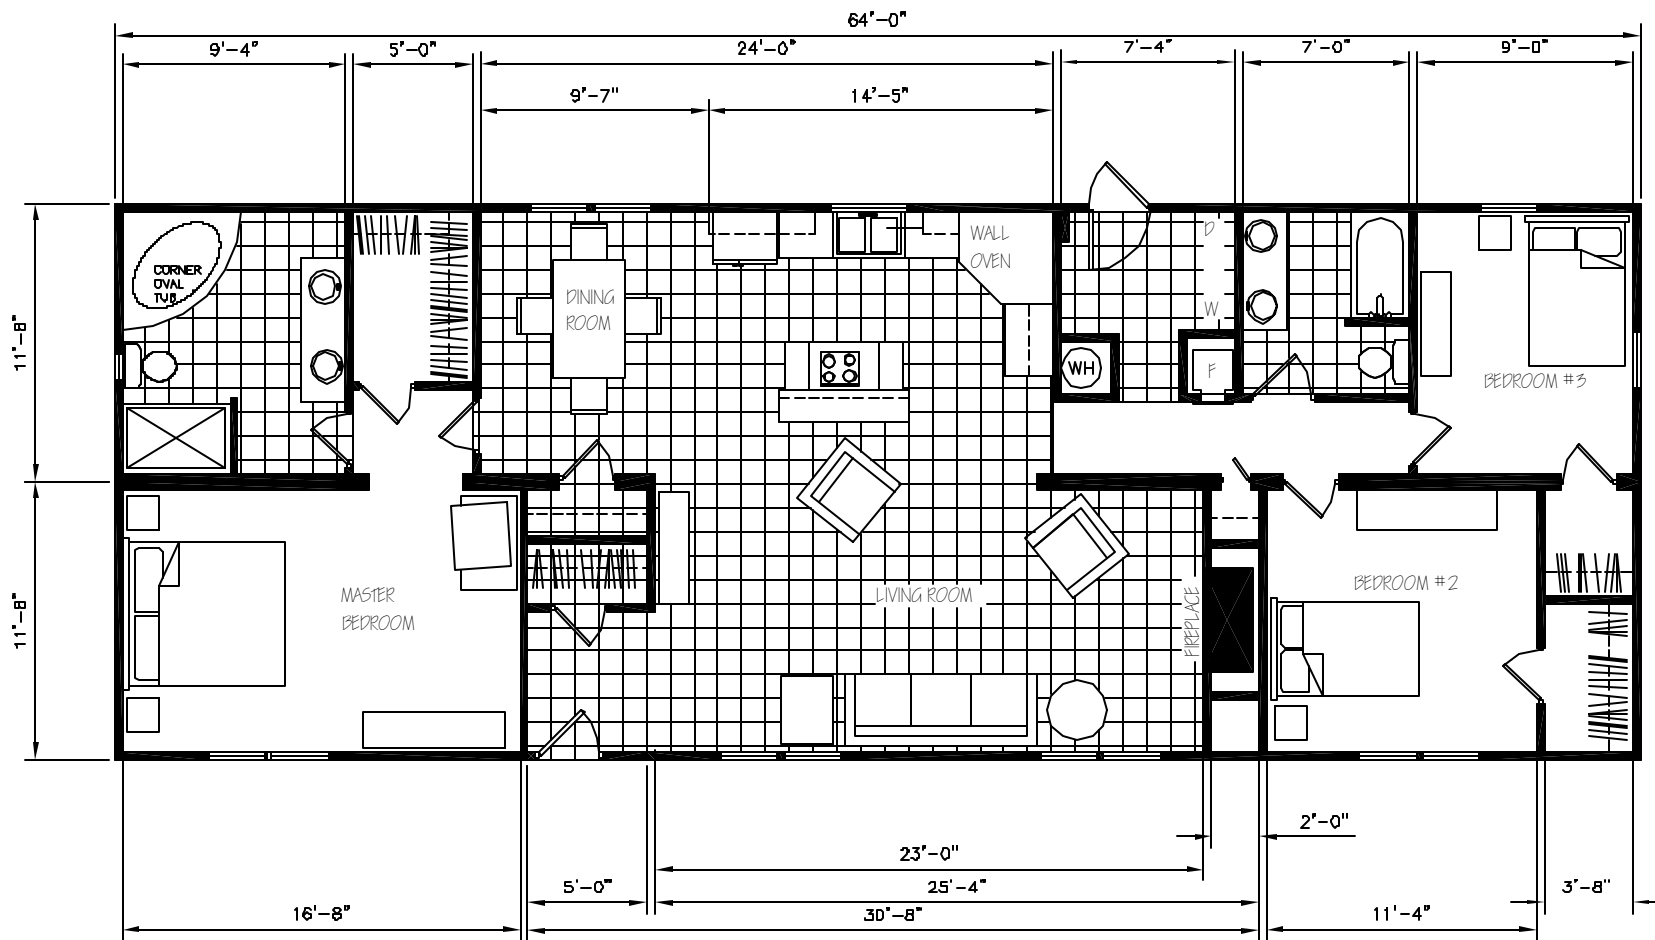 64'-0"
9'-4"
5'-0"
24'-0"
7'-4"
7'-0"
9'-0"
9'-7"
14'-5"
WALL
OVEN
D
CORNER
OVAL
TUB
DINING
ROOM
W
11'-8"
WH
F
BEDROOM #3
MASTER
BEDROOM
LIVING ROOM
FIREPLACE
BEDROOM #2
11'-8"
2'-0"
23'-0"
5'-0"
25'-4"
3'-8"
16'-8"
30'-8"
11'-4"